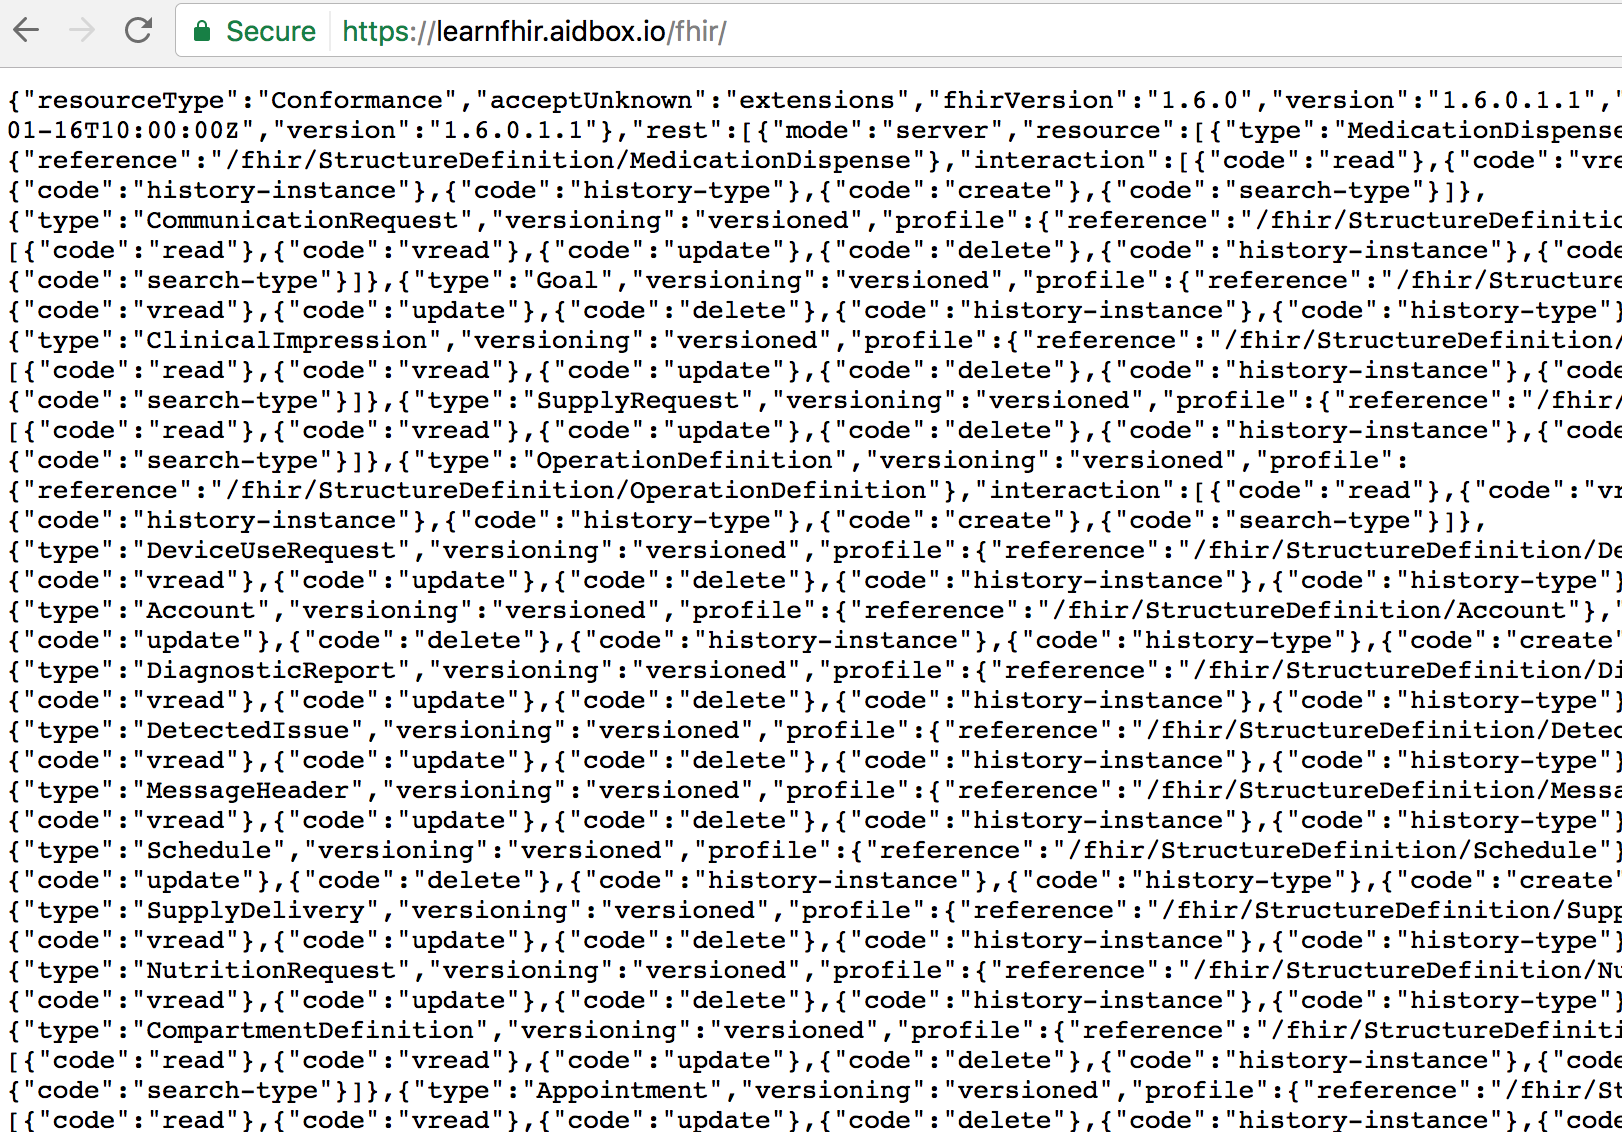 Secure https://learnfhir.aidbox.io/fhir/
{"resourceType":"Conformance","acceptUnknown":"extensions","fhirVersion":"1.6.0","version":"1.6.0.1.1","
01-16T10:00:00Z","version":"1.6.0.1.1"},"rest":[{"mode":"server","resource":[{"type":"MedicationDispense
{"reference":"/fhir/StructureDefinition/MedicationDispense"},"interaction":[{"code":"read"},{"code":"vre
{"code":"history-instance"},{"code":"history-type"},{"code":"create"},{"code":"search-type"}]},
{"type":"CommunicationRequest","versioning":"versioned","profile":{"reference":"/fhir/StructureDefinitio
[{"code":"read"},{"code":"vread"},{"code":"update"},{"code":"delete"},{"code":"history-instance"},{"code
{"code":"search-type"}]},{"type":"Goal","versioning":"versioned","profile":{"reference":"/fhir/Structure
{"code":"vread"},{"code":"update"},{"code":"delete"},{"code":"history-instance"},{"code":"history-type"}
{"type":"ClinicalImpression","versioning":"versioned","profile":{"reference":"/fhir/StructureDefinition/
[{"code":"read"},{"code":"vread"},{"code":"update"},{"code":"delete"},{"code":"history-instance"},{"code
{"code":"search-type"}]},{"type":"SupplyRequest","versioning":"versioned","profile":{"reference":"/fhir/
[{"code":"read"},{"code":"vread"},{"code":"update"},{"code":"delete"},{"code":"history-instance"},{"code
{"code":"search-type"}]},{"type":"OperationDefinition","versioning":"versioned","profile":
{"reference":"/fhir/StructureDefinition/OperationDefinition"},"interaction":[{"code":"read"},{"code":"vr
{"code":"history-instance"},{"code":"history-type"},{"code":"create"},{"code":"search-type"}]},
{"type":"DeviceUseRequest","versioning":"versioned","profile":{"reference":"/fhir/StructureDefinition/De
{"code":"vread"},{"code":"update"},{"code":"delete"},{"code":"history-instance"},{"code":"history-type"}
{"type":"Account","versioning":"versioned","profile":{"reference":"/fhir/StructureDefinition/Account"},"
{"code":"update"},{"code":"delete"},{"code":"history-instance"},{"code":"history-type"},{"code":"create"
{"type":"DiagnosticReport","versioning":"versioned","profile":{"reference":"/fhir/StructureDefinition/Di
{"code":"vread"},{"code":"update"},{"code":"delete"},{"code":"history-instance"},{"code":"history-type"}
{"type":"DetectedIssue","versioning":"versioned","profile":{"reference":"/fhir/StructureDefinition/Detec
{"code":"vread"},{"code":"update"},{"code":"delete"},{"code":"history-instance"},{"code":"history-type"}
{"type":"MessageHeader","versioning":"versioned","profile":{"reference":"/fhir/StructureDefinition/Messa
{"code":"vread"},{"code":"update"},{"code":"delete"},{"code":"history-instance"},{"code":"history-type"}
{"type":"Schedule","versioning":"versioned","profile":{"reference":"/fhir/StructureDefinition/Schedule"}
{"code":"update"},{"code":"delete"},{"code":"history-instance"},{"code":"history-type"},{"code":"create"
{"type":"SupplyDelivery","versioning":"versioned","profile":{"reference":"/fhir/StructureDefinition/Supp
{"code":"vread"},{"code":"update"},{"code":"delete"},{"code":"history-instance"},{"code":"history-type"}
{"type":"NutritionRequest","versioning":"versioned","profile":{"reference":"/fhir/StructureDefinition/Nu
{"code":"vread"},{"code":"update"},{"code":"delete"},{"code":"history-instance"},{"code":"history-type"}
{"type":"CompartmentDefinition","versioning":"versioned","profile":{"reference":"/fhir/StructureDefiniti
[{"code":"read"},{"code":"vread"},{"code":"update"},{"code":"delete"},{"code":"history-instance"},{"code
{"code":"search-type"}]},{"type":"Appointment","versioning":"versioned","profile":{"reference":"/fhir/St
[{"code":"read"},{"code":"vread"},{"code":"update"},{"code":"delete"},{"code":"history-instance"},{"code